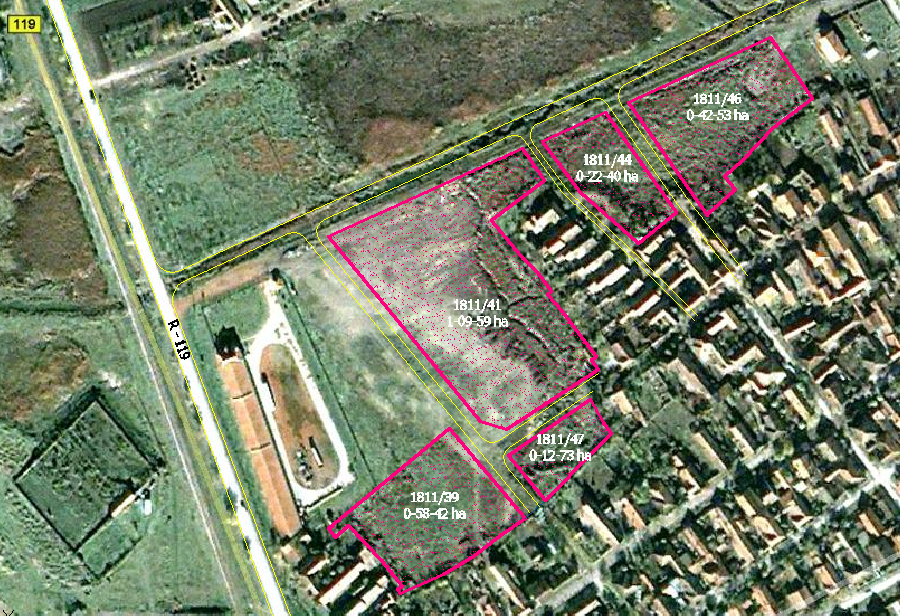 119
1811/46
0-42-53 ha
1811/44
0-22-40 ha
1811/41
1-09-59 ha
R - 119
1811/47
0-12-73 ha
1811/39
0-58-42 ha